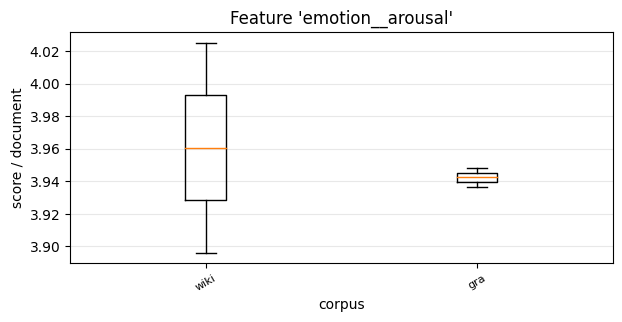 Feature 'emotion__arousal'
4.02
4.00
3.98
3.96
3.94
3.92
3.90
score / document
wiki
gra
corpus